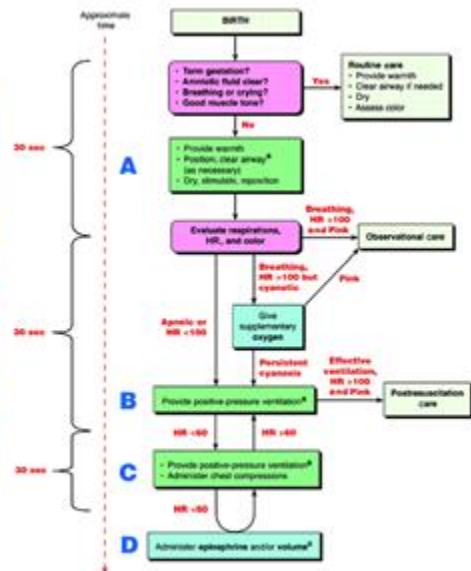 Approximate
time
BIRTH
• Term gestation?
• Amniotic fluid clear?
• Breathing or crying?
• Good muscle tone?
Yes
Routine care
• Provide warmth
• Clear airway if needed
• Dry
• Assess color
30 sec
No
A
• Provide warmth
• Position, clear airway*
(as necessary)
• Dry, stimulate, reposition
Evaluate respirations,
HR, and color
Breathing,
HR >100
and Pink
Observational care
Breathing,
HR >100 but
cyanotic
Pink
30 sec
Apneic or
HR <100
Give
supplementary
oxygen
Persistent
cyanosis
Effective
ventilation,
HR >100
and Pink
B
Provide positive-pressure ventilation*
Postresuscitation
care
HR <60
HR >60
30 sec
C
• Provide positive-pressure ventilation*
• Administer chest compressions
HR <60
D
Administer epinephrine and/or volume*